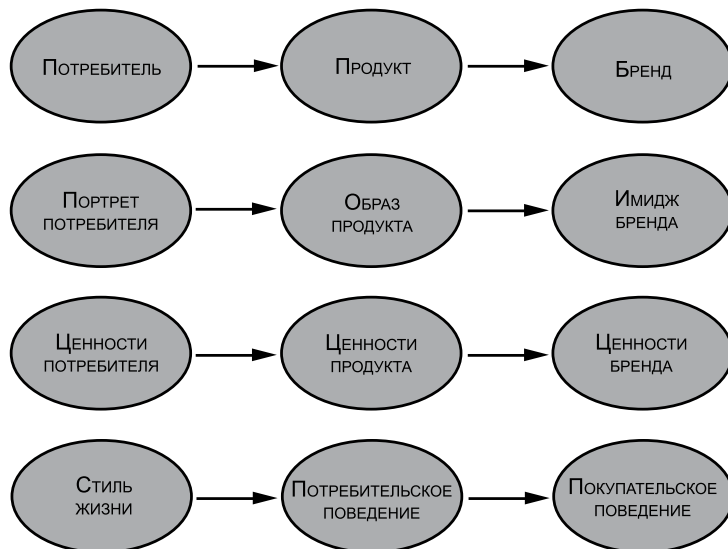 Потребитель
Продукт
Бренд
Портрет
потребителя
Образ
продукта
Имидж
бренда
Ценности
потребителя
Ценности
продукта
Ценности
бренда
Стиль
жизни
Потребительское
поведение
Покупательское
поведение